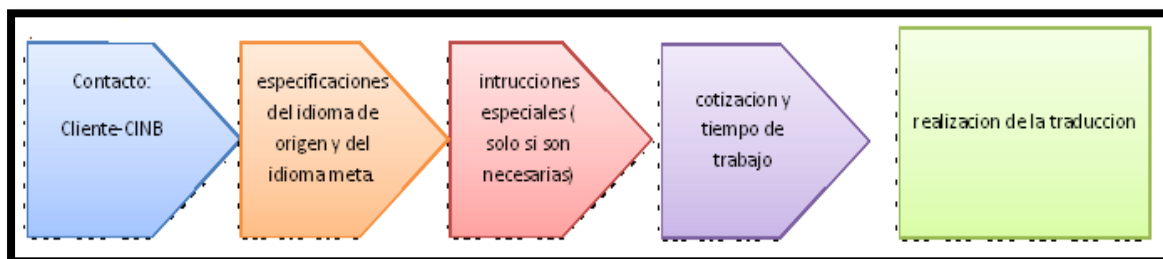 Contacto:
Cliente-CINB
especificaciones
del idioma de
origen y del
idioma meta.
intrucciones
especiales (
solo si son
necesarias)
cotizacion y
tiempo de
trabajo
realizacion de la traduccion